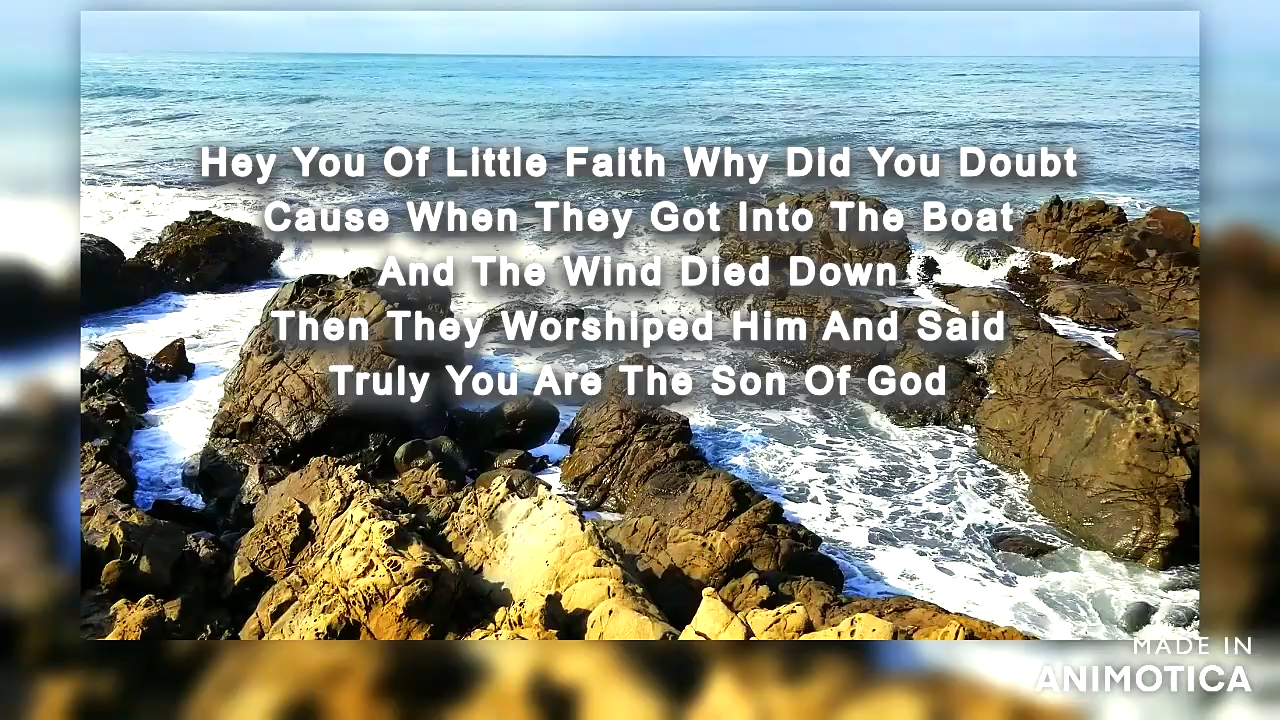 Hey You Of Little Faith Why Did You Doubt
Cause When They Got Into The Boat
And The Wind Died Down
Then They Worshiped Him And Said
Truly You Are The Son Of God
MADE IN
ANIMOTICA